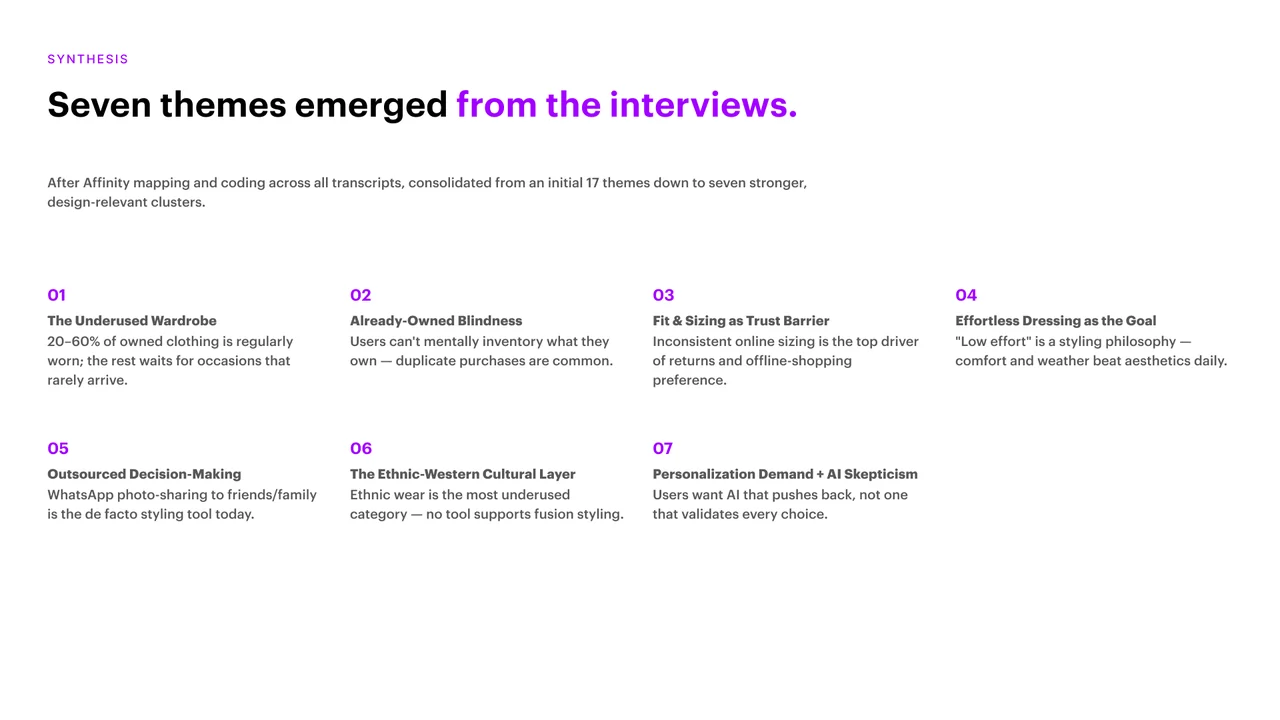 SYNTHESIS
Seven themes emerged from the interviews.
After Affinity mapping and coding across all transcripts, consolidated from an initial 17 themes down to seven stronger,
design-relevant clusters.
01
The Underused Wardrobe
20–60% of owned clothing is regularly
worn; the rest waits for occasions that
rarely arrive.
02
Already-Owned Blindness
Users can't mentally inventory what they
own — duplicate purchases are common.
03
Fit & Sizing as Trust Barrier
Inconsistent online sizing is the top driver
of returns and offline-shopping
preference.
04
Effortless Dressing as the Goal
"Low effort" is a styling philosophy —
comfort and weather beat aesthetics daily.
05
Outsourced Decision-Making
WhatsApp photo-sharing to friends/family
is the de facto styling tool today.
06
The Ethnic-Western Cultural Layer
Ethnic wear is the most underused
category — no tool supports fusion styling.
07
Personalization Demand + AI Skepticism
Users want AI that pushes back, not one
that validates every choice.